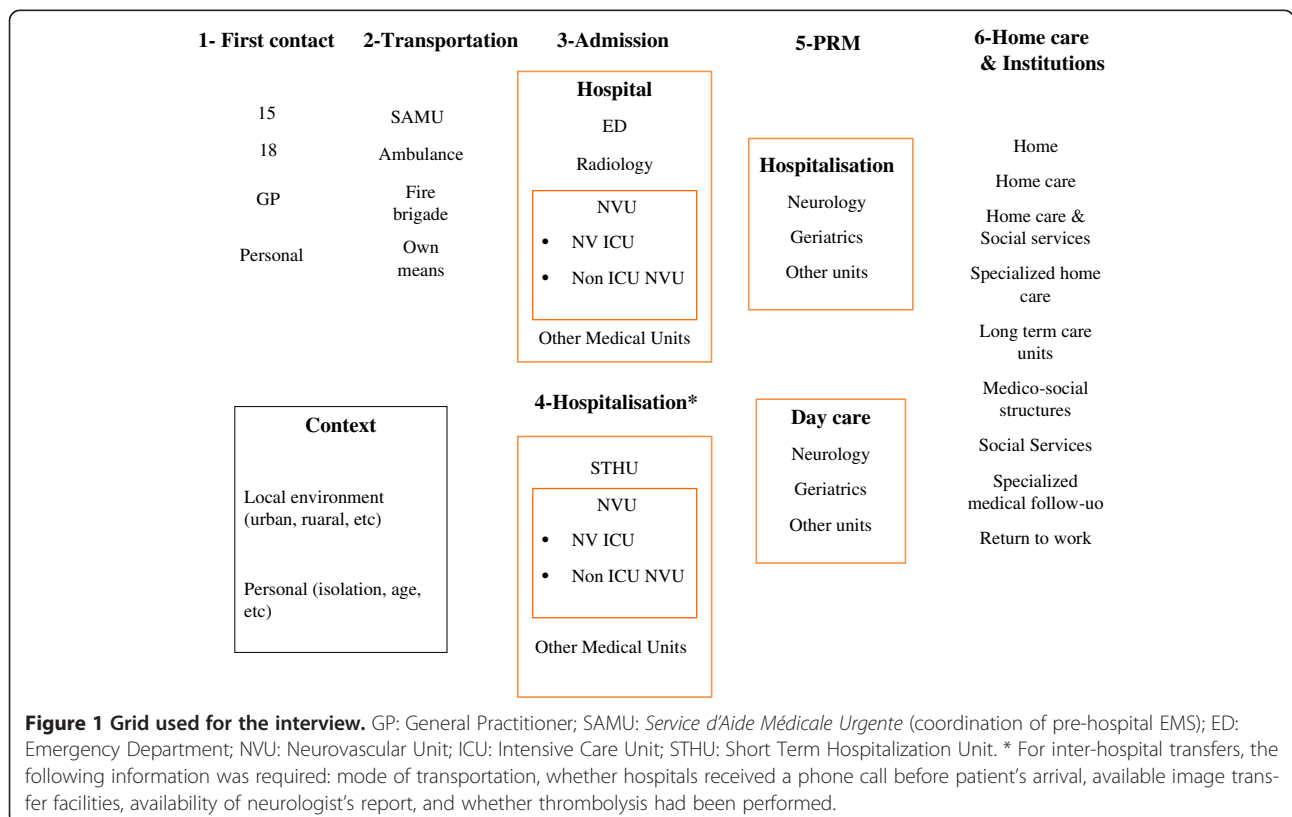 1- First contact
2-Transportation
3-Admission
5-PRM
6-Home care
& Institutions
15
18
GP
Personal
SAMU
Ambulance
Fire
brigade
Own
means
Hospital
ED
Radiology
NVU
• NV ICU
• Non ICU NVU
Other Medical Units
Hospitalisation
Neurology
Geriatrics
Other units
Home
Home care
Home care &
Social services
Specialized home
care
Long term care
units
Medico-social
structures
Social Services
Specialized
medical follow-uo
Return to work
Context
Local environment
(urban, ruaral, etc)
Personal (isolation, age,
etc)
4-Hospitalisation*
STHU
NVU
• NV ICU
• Non ICU NVU
Other Medical Units
Day care
Neurology
Geriatrics
Other units
Figure 1 Grid used for the interview. GP: General Practitioner; SAMU: Service d'Aide Médicale Urgente (coordination of pre-hospital EMS); ED:
Emergency Department; NVU: Neurovascular Unit; ICU: Intensive Care Unit; STHU: Short Term Hospitalization Unit. * For inter-hospital transfers, the
following information was required: mode of transportation, whether hospitals received a phone call before patient's arrival, available image trans-
fer facilities, availability of neurologist's report, and whether thrombolysis had been performed.